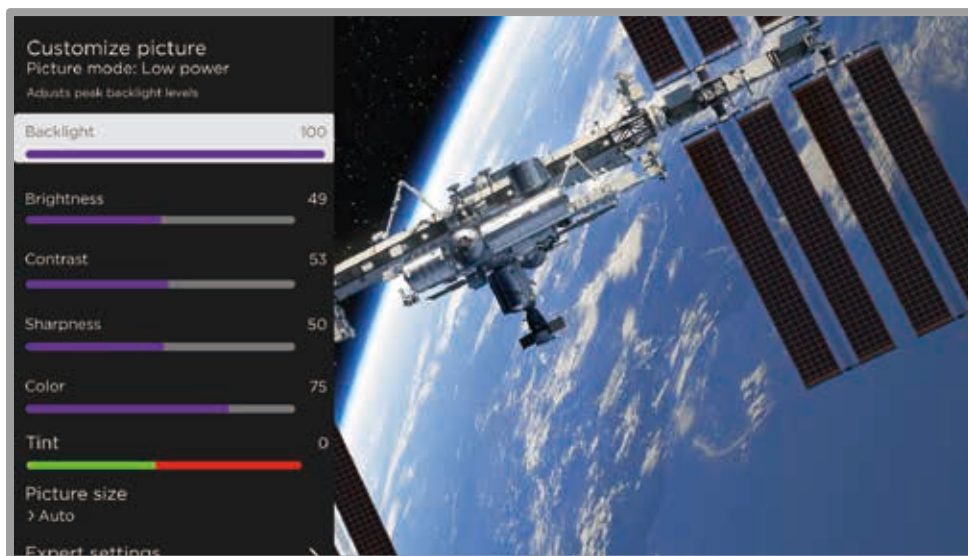 Customize picture
Picture mode: Low power
Adjusts peak backlight levels
Backlight 100
Brightness 49
Contrast 53
Sharpness 50
Color 75
Tint 0
Picture size
› Auto
Expert settings